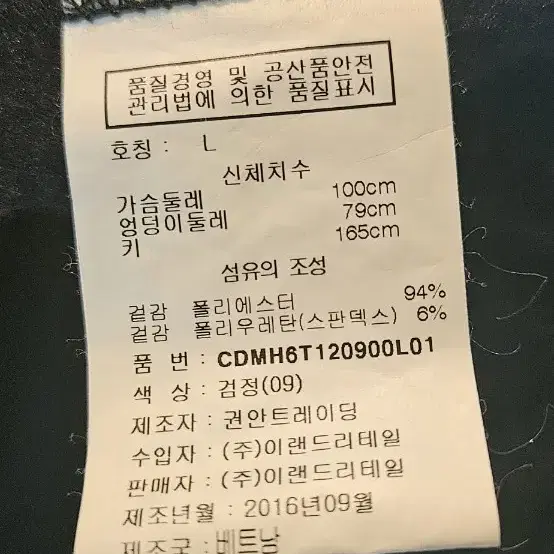 품질경영 및 공산품안전
관리법에 의한 품질표시
호칭 : L
신체치수
가슴둘레 100cm
엉덩이둘레 79cm
키 165cm
섬유의 조성
겉감 폴리에스터 94%
겉감 폴리우레탄(스판덱스) 6%
품 번 : CDMH6T120900L01
색 상 : 검정(09)
제조자 : 권안트레이딩
수입자 : (주)이랜드리테일
판매자 : (주)이랜드리테일
제조년월 : 2016년09월
제조국 : 베트남